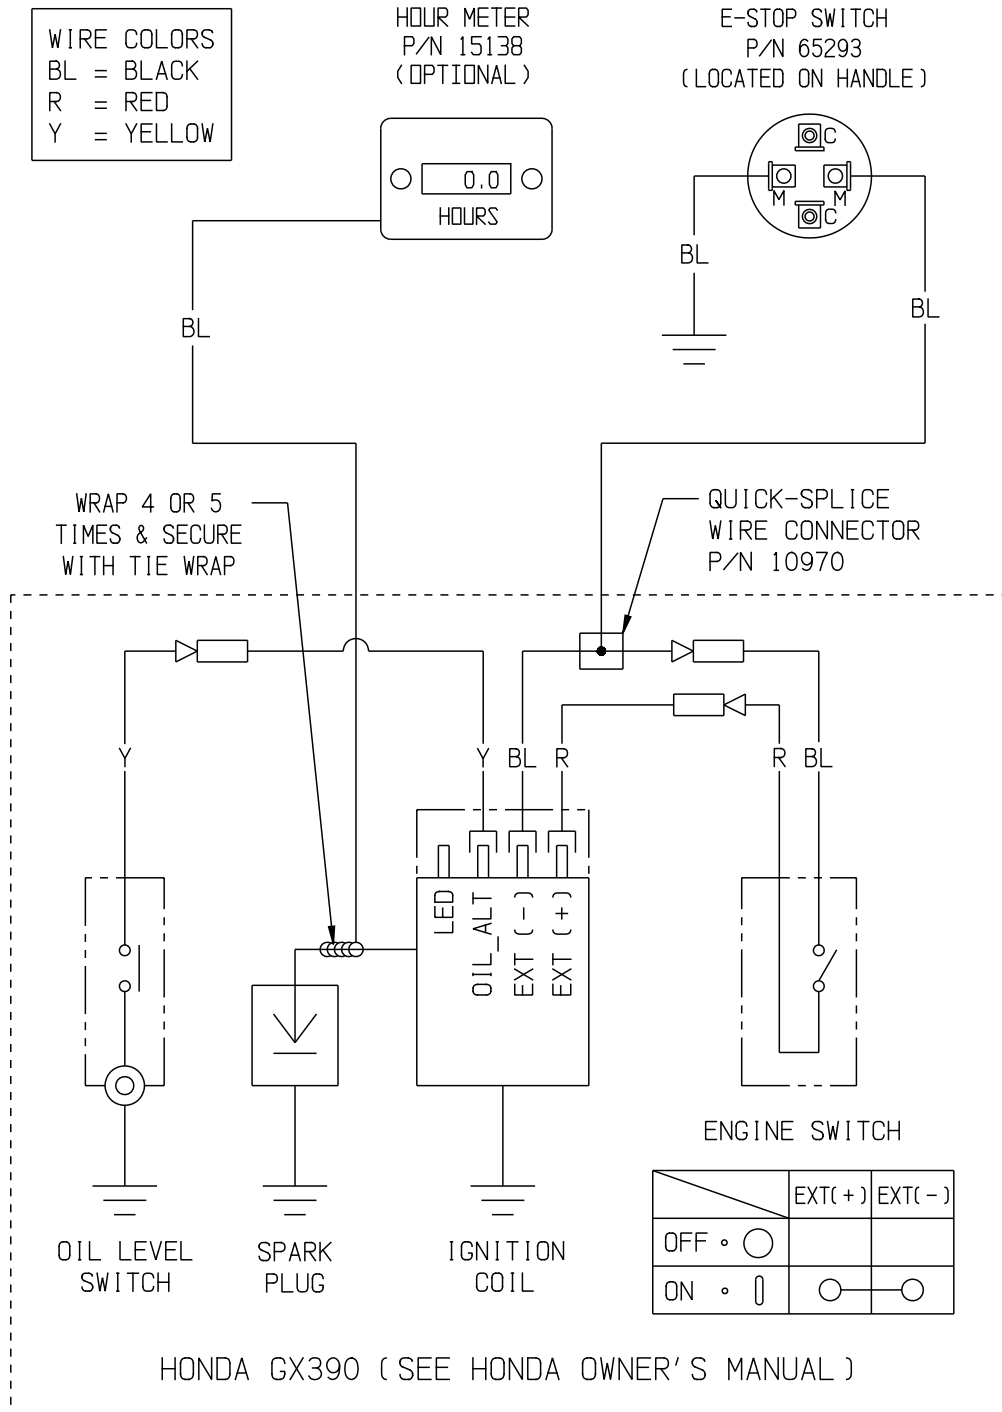 WIRE COLORS
BL = BLACK
R = RED
Y = YELLOW
HOUR METER
P/N 15138
(OPTIONAL)
E-STOP SWITCH
P/N 65293
(LOCATED ON HANDLE)
0.0
HOURS
C
M
M
C
BL
BL
BL
WRAP 4 OR 5
TIMES & SECURE
WITH TIE WRAP
QUICK-SPLICE
WIRE CONNECTOR
P/N 10970
Y
Y
BL
R
R
BL
LED
OIL_ALT
EXT (-)
EXT (+)
ENGINE SWITCH
EXT(+)
EXT(-)
OFF
ON
OIL LEVEL
SWITCH
SPARK
PLUG
IGNITION
COIL
HONDA GX390 (SEE HONDA OWNER'S MANUAL)